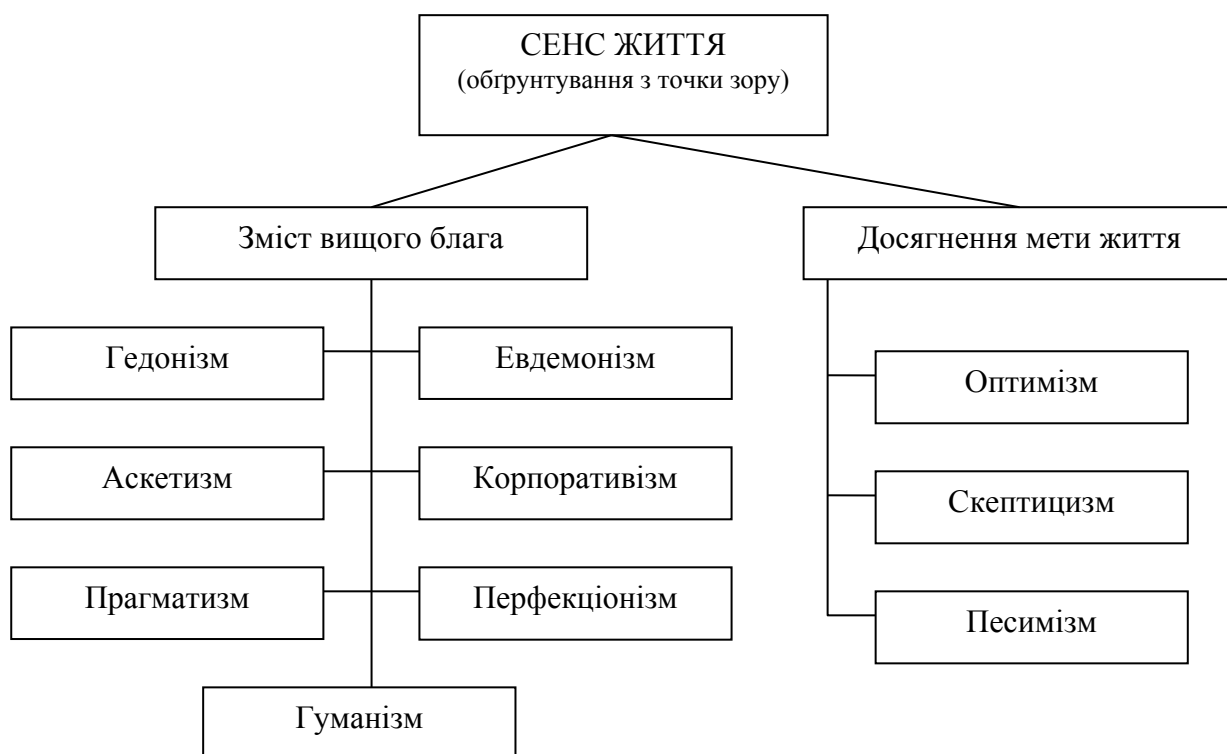 СЕНС ЖИТТЯ
(обґрунтування з точки зору)
Зміст вищого блага
Досягнення мети життя
Гедонізм
Евдемонізм
Оптимізм
Аскетизм
Корпоративізм
Скептицизм
Прагматизм
Перфекціонізм
Песимізм
Гуманізм